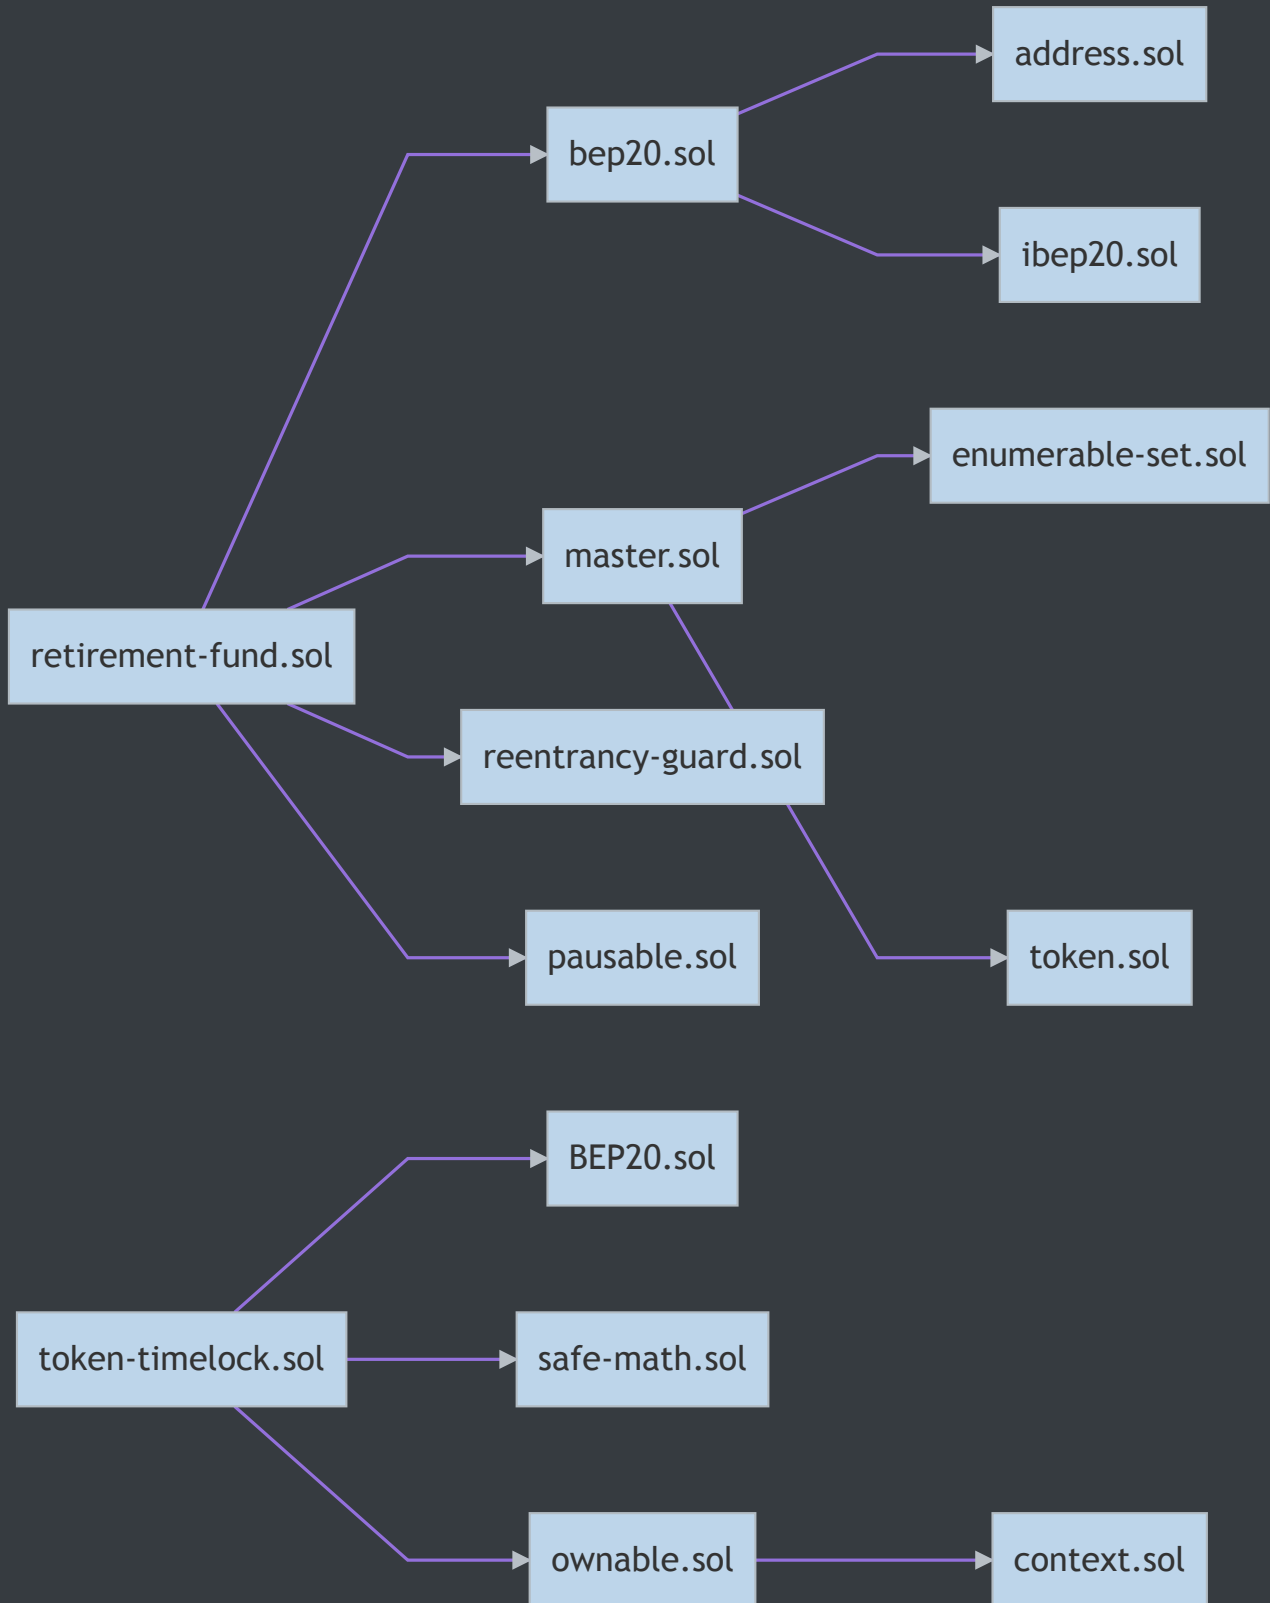 address.sol
bep20.sol
ibep20.sol
enumerable-set.sol
master.sol
retirement-fund.sol
reentrancy-guard.sol
pausable.sol
token.sol
BEP20.sol
token-timelock.sol
safe-math.sol
ownable.sol
context.sol